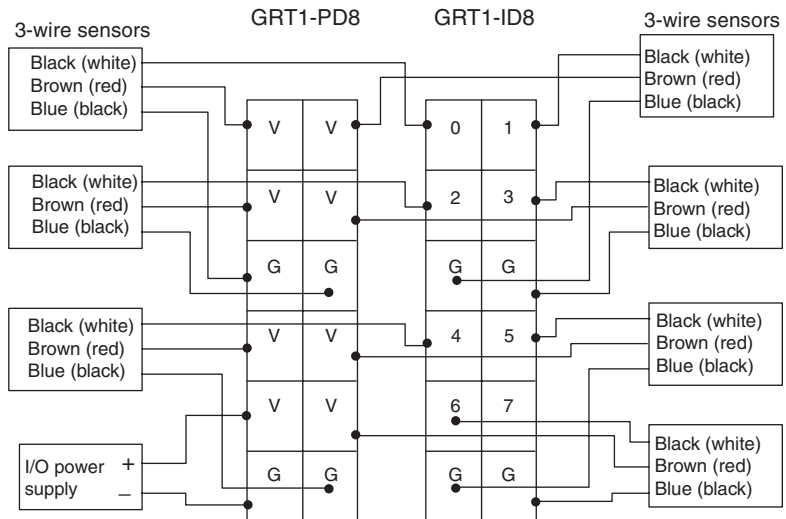 GRT1-PD8 GRT1-ID8
3-wire sensors
3-wire sensors
Black (white)
Brown (red)
Blue (black)
Black (white)
Brown (red)
Blue (black)
V V 0 1
Black (white)
Brown (red)
Blue (black)
V V 2 3
Black (white)
Brown (red)
Blue (black)
G G G G
Black (white)
Brown (red)
Blue (black)
V V 4 5
Black (white)
Brown (red)
Blue (black)
V V 6 7
I/O power supply + –
G G G G
Black (white)
Brown (red)
Blue (black)